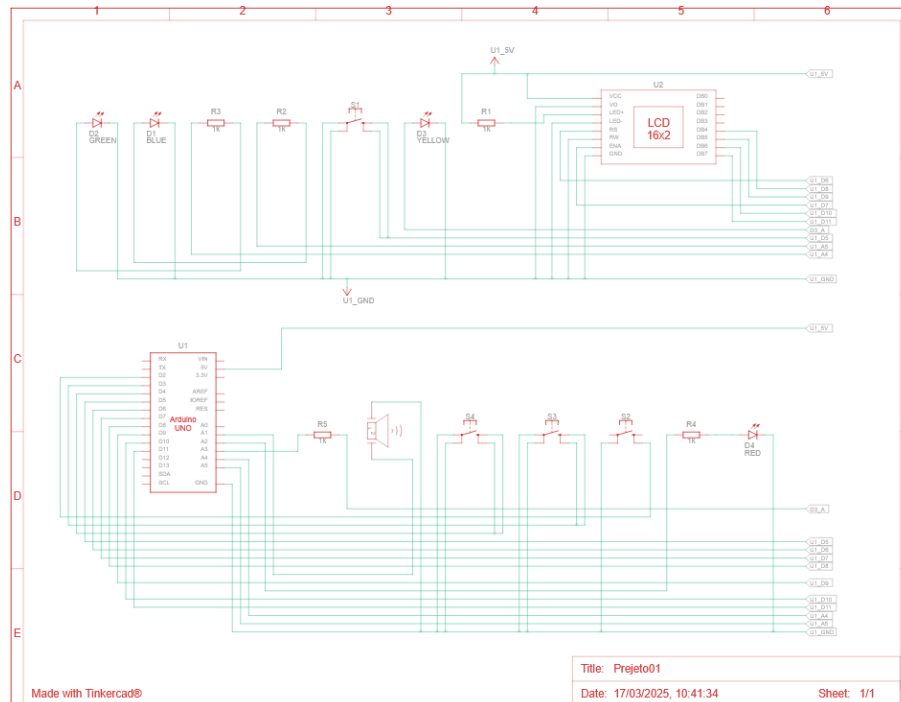 1 2 3 4 5 6
A
U1_5V
U1_5V
U2
VCC DB0
VO DB1
LED+ DB2
LED- DB3
RS DB4
RW DB5
ENA DB6
GND DB7
LCD
16x2
D2
GREEN
D1
BLUE
R3
1K
R2
1K
S1
D3
YELLOW
R1
1K
B
U1_D6
U1_D8
U1_D9
U1_D7
U1_D10
U1_D11
D3_A
U1_D5
U1_A5
U1_A4
U1_GND
U1_GND
C
U1_5V
U1
RX VIN
TX 5V
D2 3.3V
D3
D4 AREF
D5 IOREF
D6 RES
D7
D8 A0
D9 A1
D10 A2
D11 A3
D12 A4
D13 A5
SDA
SCL GND
Arduino
UNO
R5
1K
S4
S3
S2
R4
1K
D4
RED
D
D3_A
U1_D5
U1_D6
U1_D7
U1_D8
U1_D9
U1_D10
U1_D11
U1_A4
U1_A5
U1_GND
E
Title: Prejeto01
Made with Tinkercad®
Date: 17/03/2025, 10:41:34 Sheet: 1/1